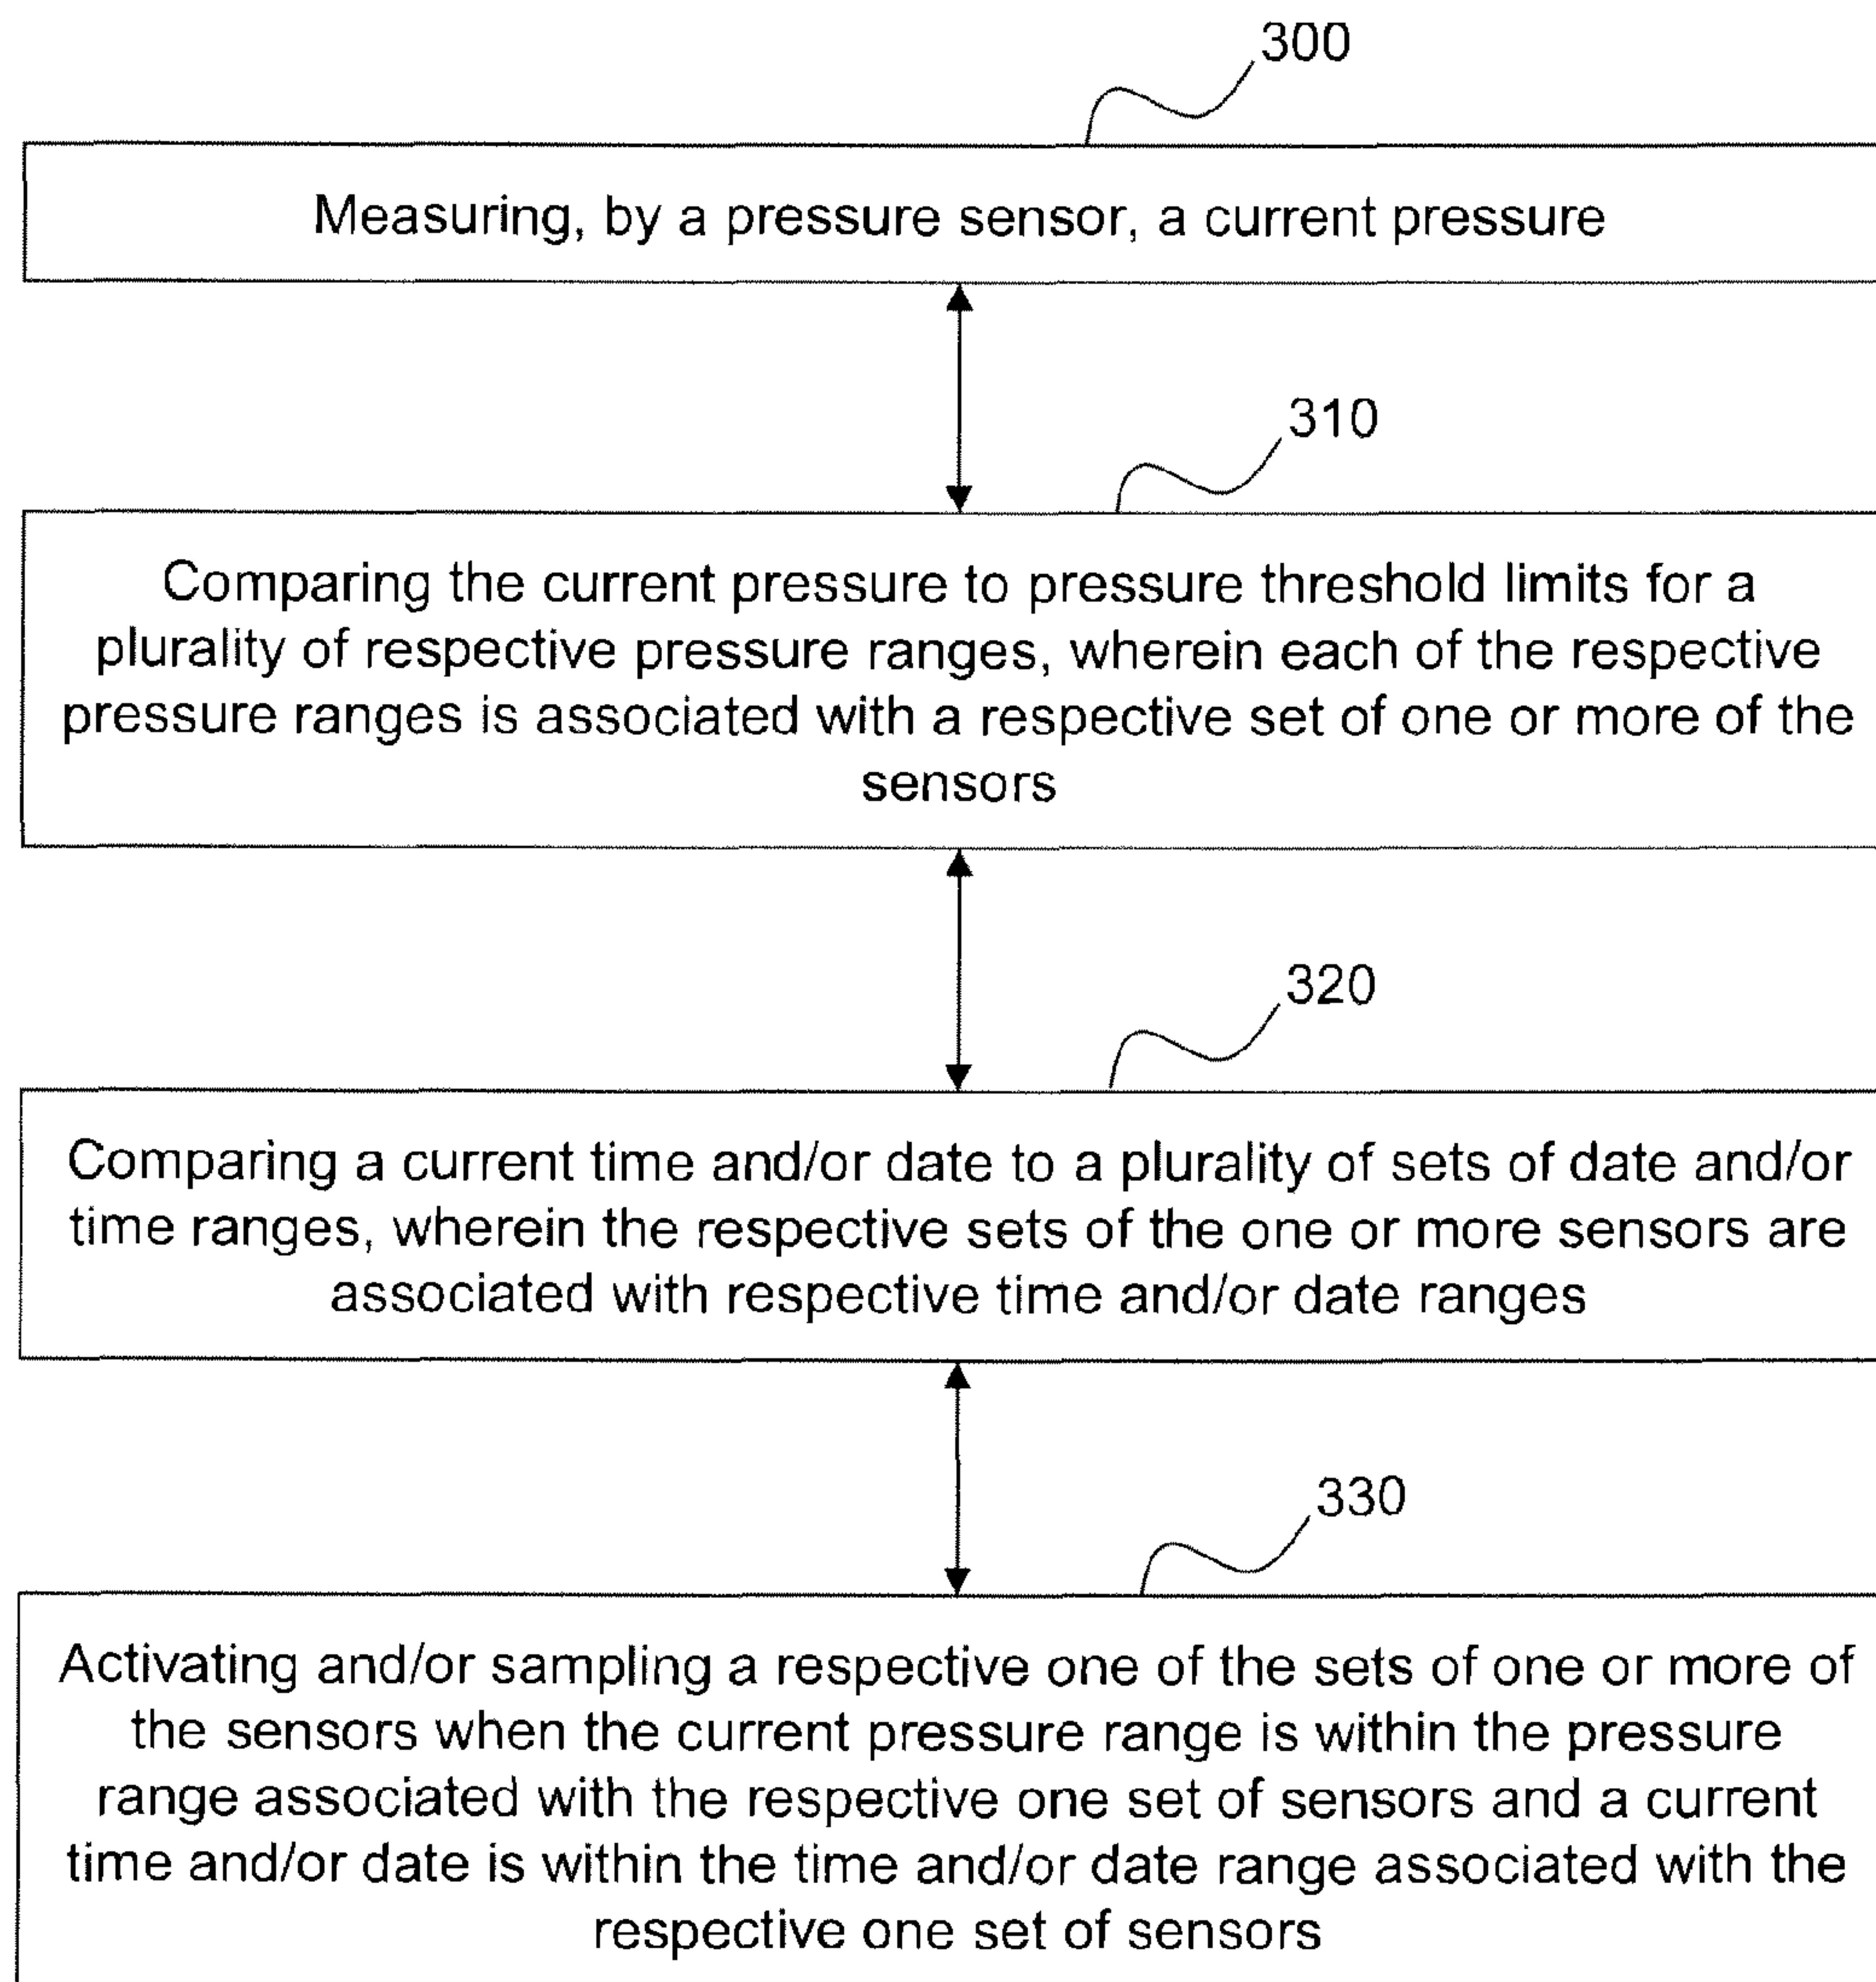 300
Measuring, by a pressure sensor, a current pressure
310
Comparing the current pressure to pressure threshold limits for a
plurality of respective pressure ranges, wherein each of the respective
pressure ranges is associated with a respective set of one or more of the
sensors
320
Comparing a current time and/or date to a plurality of sets of date and/or
time ranges, wherein the respective sets of the one or more sensors are
associated with respective time and/or date ranges
330
Activating and/or sampling a respective one of the sets of one or more of
the sensors when the current pressure range is within the pressure
range associated with the respective one set of sensors and a current
time and/or date is within the time and/or date range associated with the
respective one set of sensors